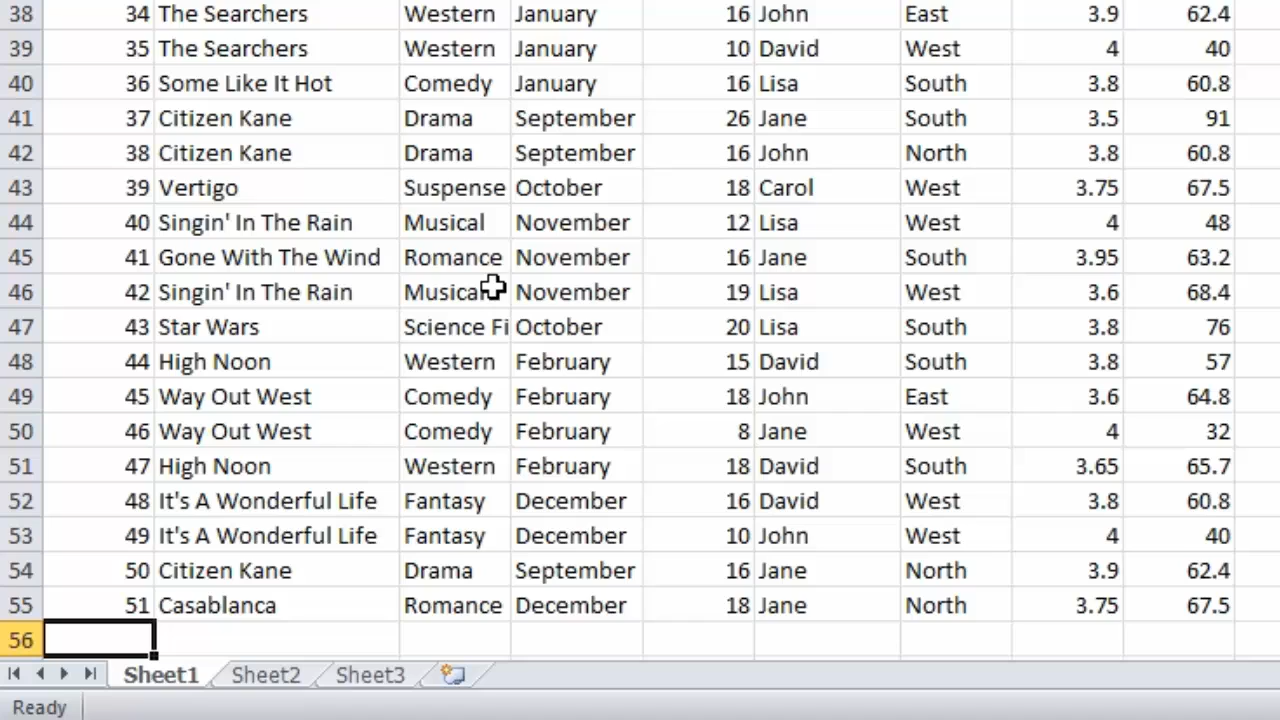 38 34 The Searchers Western January 16 John East 3.9 62.4
39 35 The Searchers Western January 10 David West 4 40
40 36 Some Like It Hot Comedy January 16 Lisa South 3.8 60.8
41 37 Citizen Kane Drama September 26 Jane South 3.5 91
42 38 Citizen Kane Drama September 16 John North 3.8 60.8
43 39 Vertigo Suspense October 18 Carol West 3.75 67.5
44 40 Singin' In The Rain Musical November 12 Lisa West 4 48
45 41 Gone With The Wind Romance November 16 Jane South 3.95 63.2
46 42 Singin' In The Rain Musical November 19 Lisa West 3.6 68.4
47 43 Star Wars Science Fi October 20 Lisa South 3.8 76
48 44 High Noon Western February 15 David South 3.8 57
49 45 Way Out West Comedy February 18 John East 3.6 64.8
50 46 Way Out West Comedy February 8 Jane West 4 32
51 47 High Noon Western February 18 David South 3.65 65.7
52 48 It's A Wonderful Life Fantasy December 16 David West 3.8 60.8
53 49 It's A Wonderful Life Fantasy December 10 John West 4 40
54 50 Citizen Kane Drama September 16 Jane North 3.9 62.4
55 51 Casablanca Romance December 18 Jane North 3.75 67.5
56
Sheet1 Sheet2 Sheet3
Ready